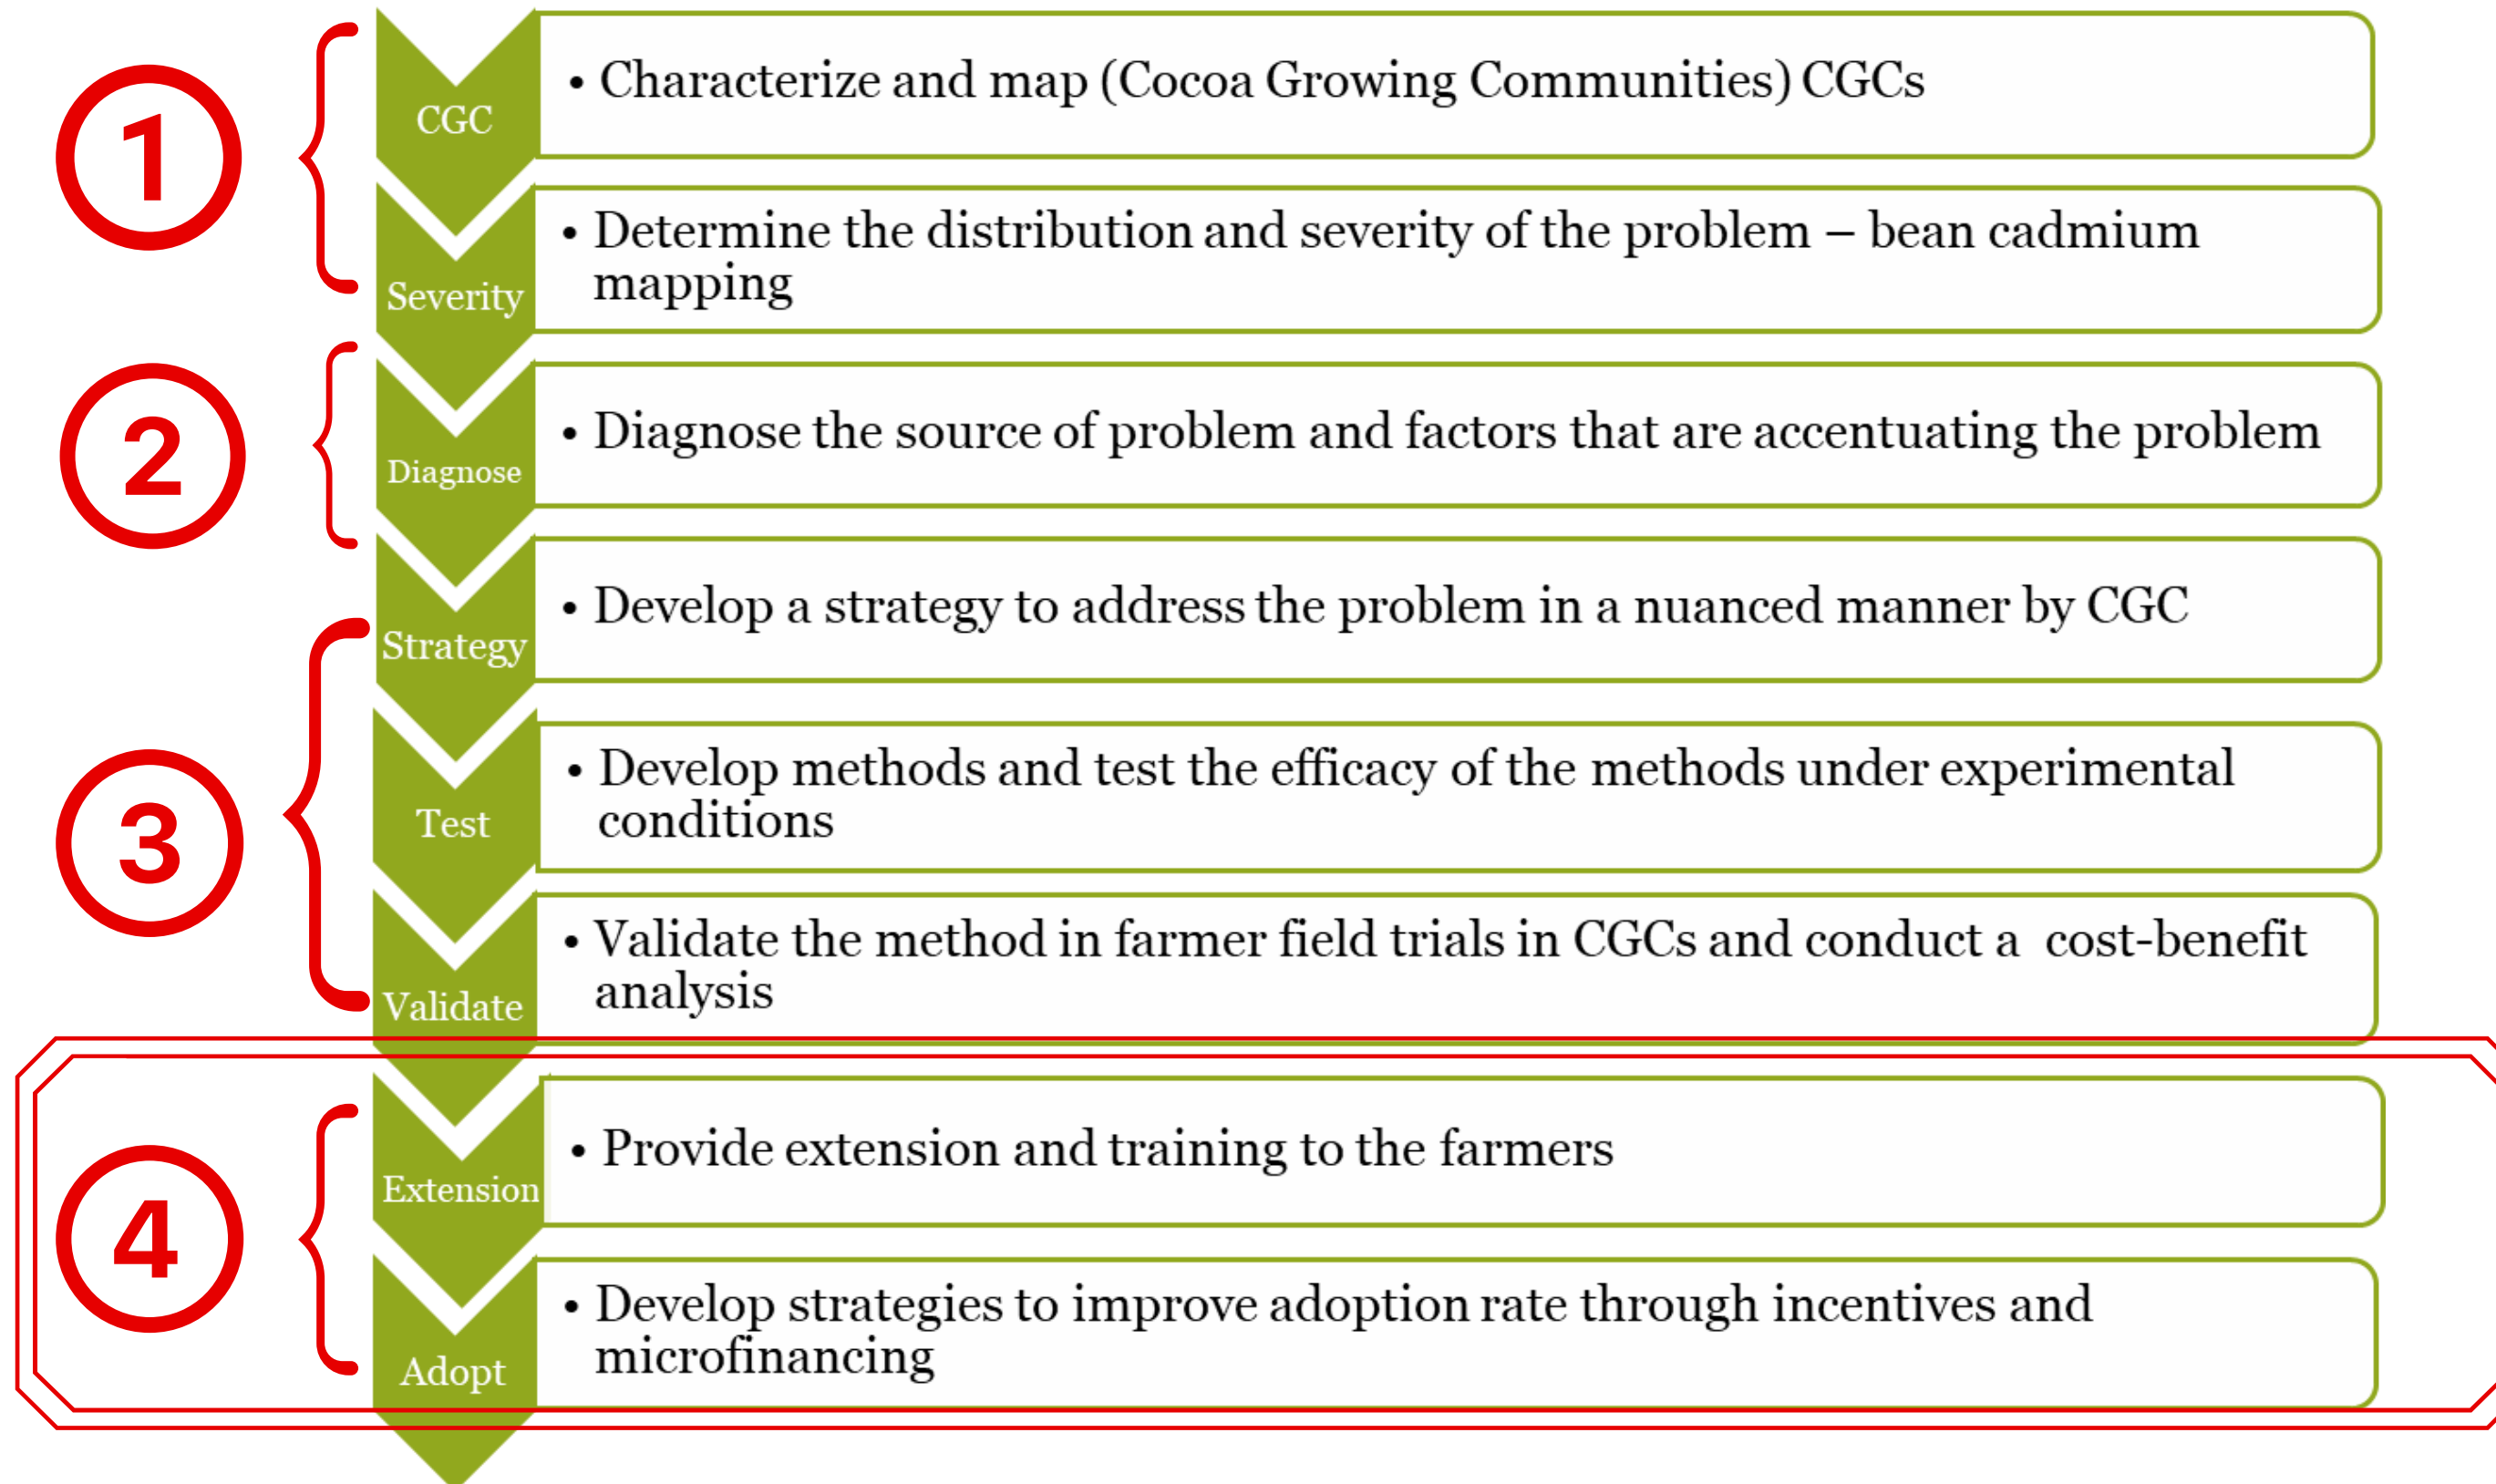 1
CGC
• Characterize and map (Cocoa Growing Communities) CGCs
Severity
• Determine the distribution and severity of the problem – bean cadmium
mapping
2
Diagnose
• Diagnose the source of problem and factors that are accentuating the problem
Strategy
• Develop a strategy to address the problem in a nuanced manner by CGC
3
Test
• Develop methods and test the efficacy of the methods under experimental
conditions
Validate
• Validate the method in farmer field trials in CGCs and conduct a  cost-benefit
analysis
4
Extension
• Provide extension and training to the farmers
Adopt
• Develop strategies to improve adoption rate through incentives and
microfinancing